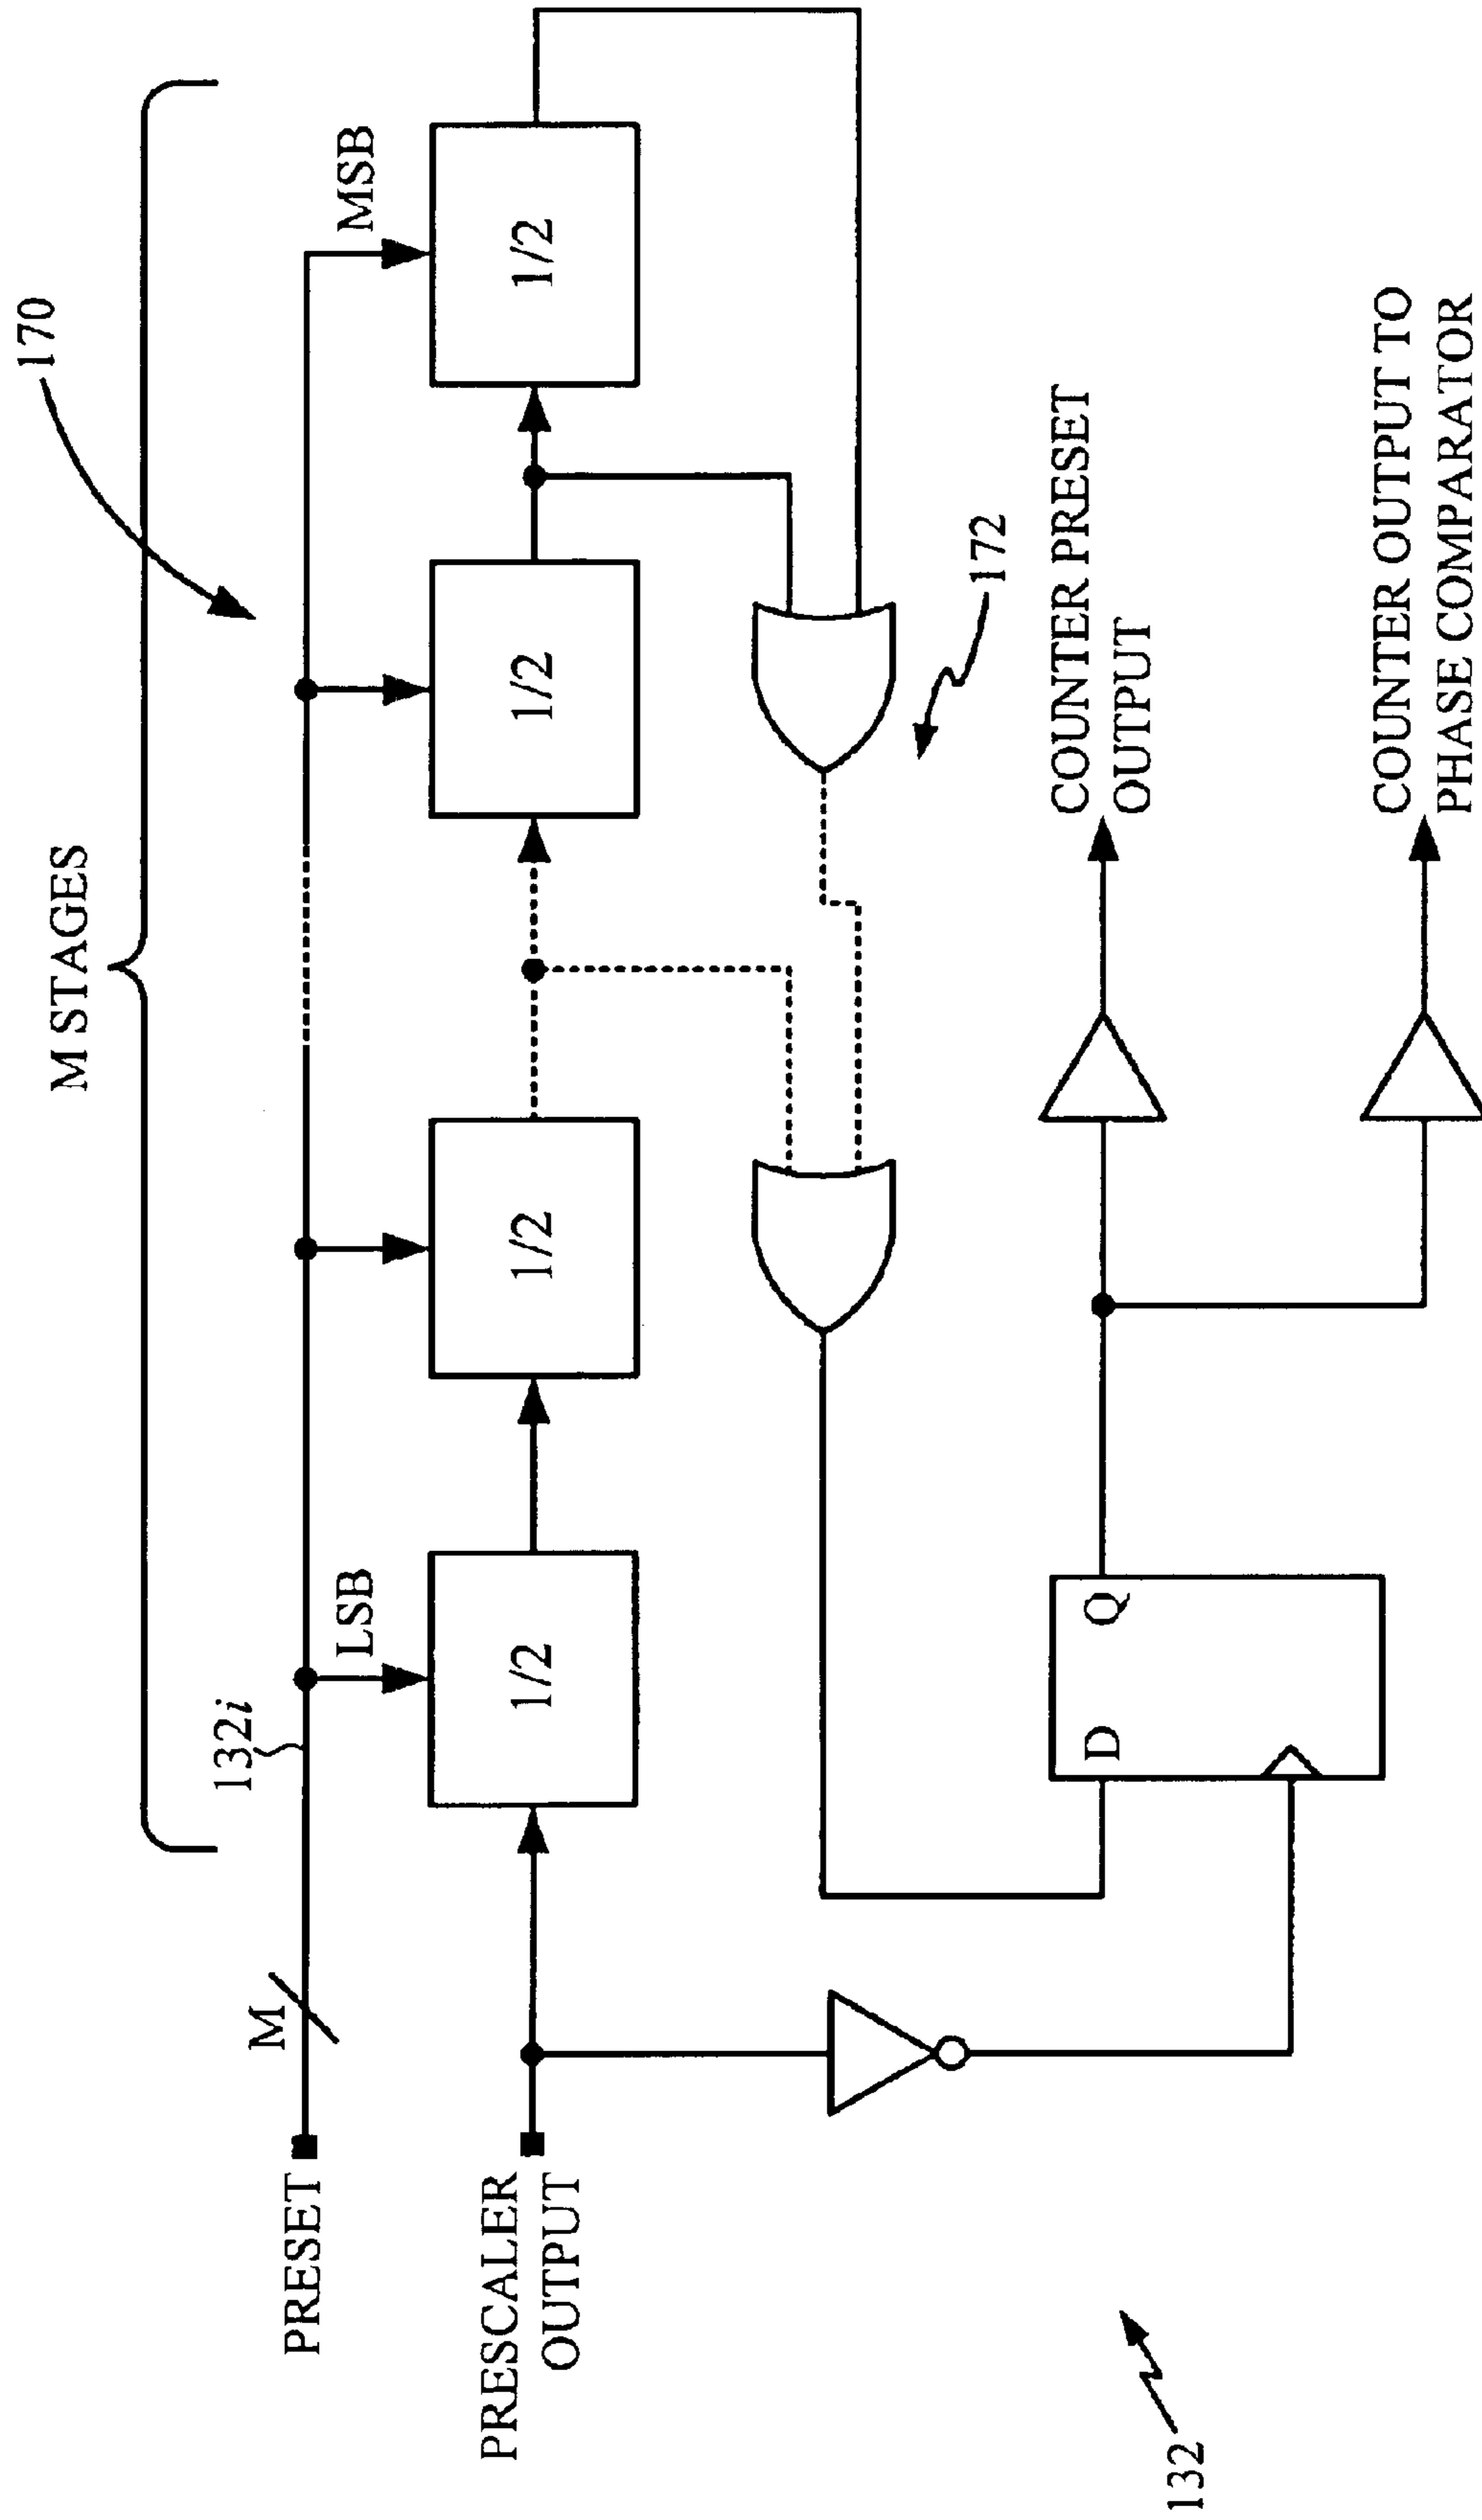 M STAGES
170
132i
LSB
MSB
PRESET
M
1/2
1/2
1/2
1/2
PRESCALER
OUTPUT
172
D
Q
COUNTER PRESET
OUTPUT
COUNTER OUTPUT TO
PHASE COMPARATOR
132